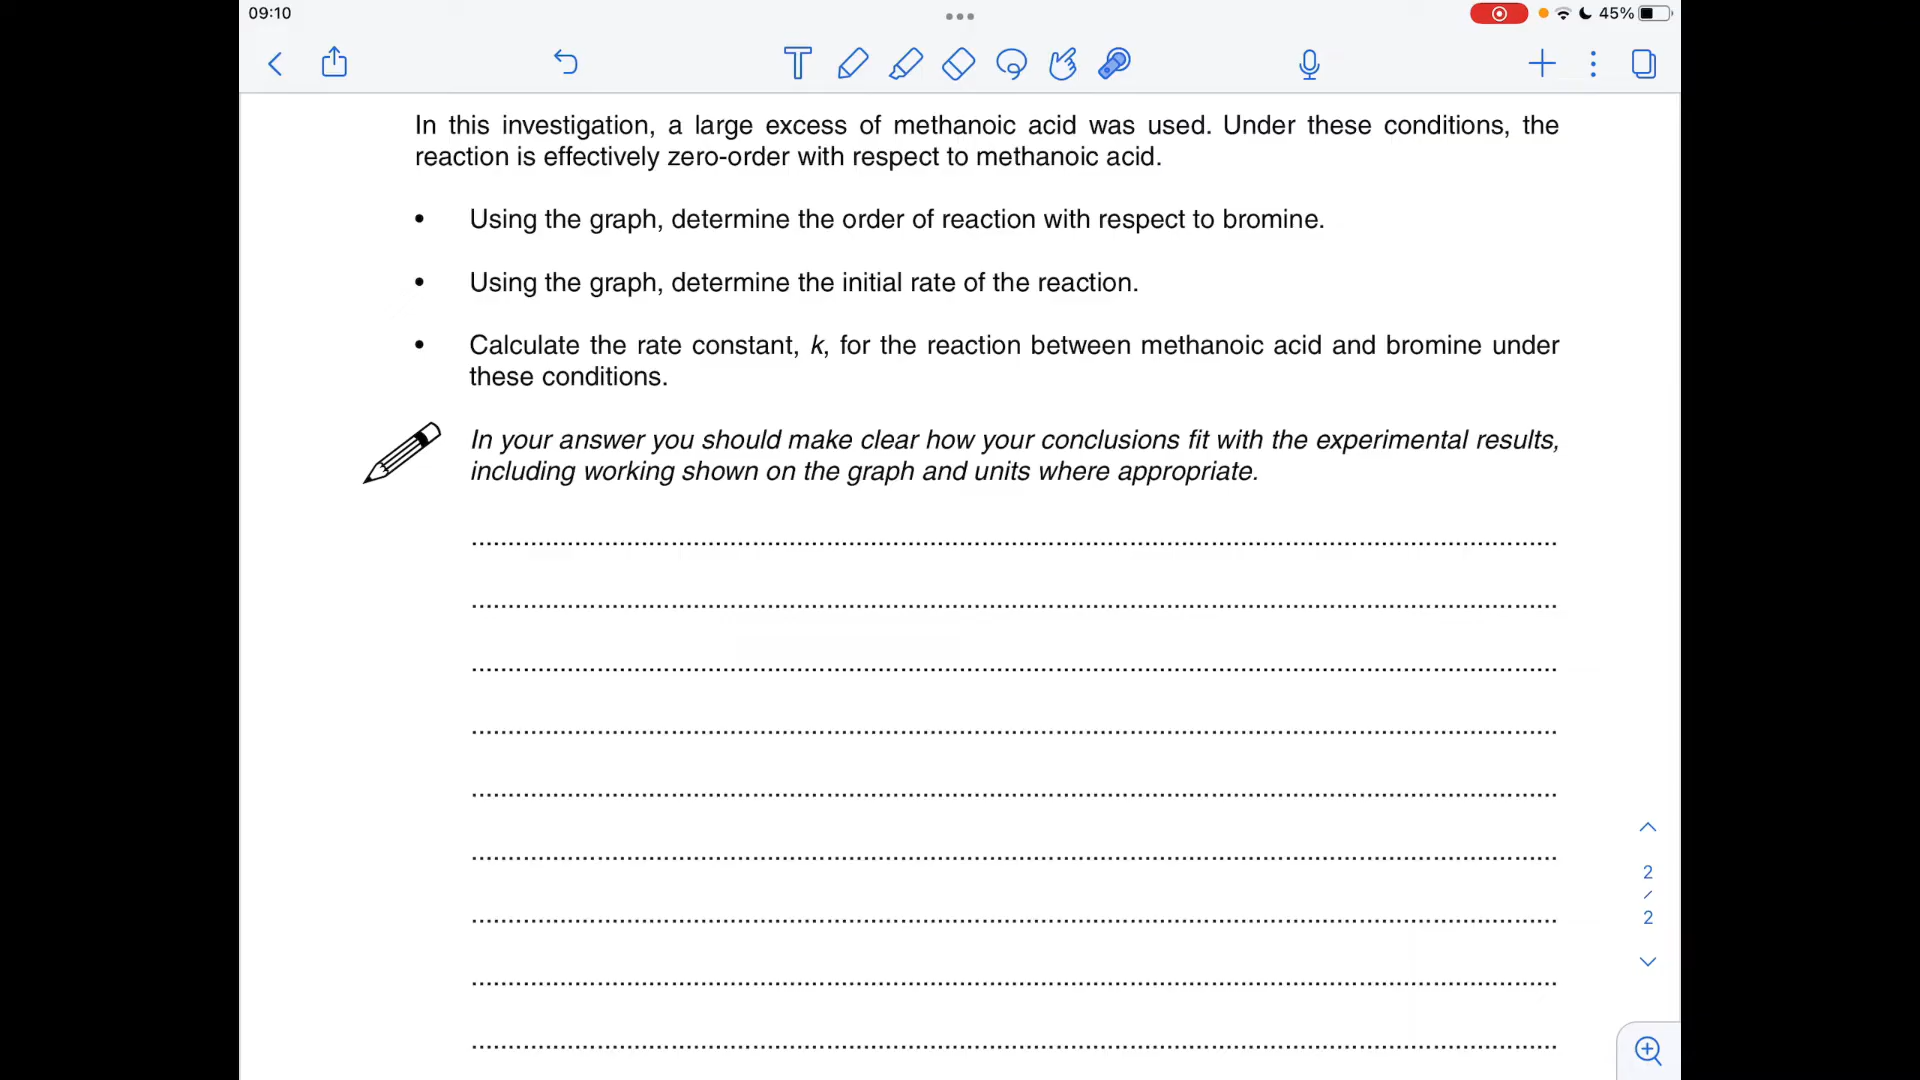 09:10
45%
In this investigation, a large excess of methanoic acid was used. Under these conditions, the
reaction is effectively zero-order with respect to methanoic acid.
• Using the graph, determine the order of reaction with respect to bromine.
• Using the graph, determine the initial rate of the reaction.
• Calculate the rate constant, k, for the reaction between methanoic acid and bromine under
these conditions.
In your answer you should make clear how your conclusions fit with the experimental results,
including working shown on the graph and units where appropriate.
2
/
2